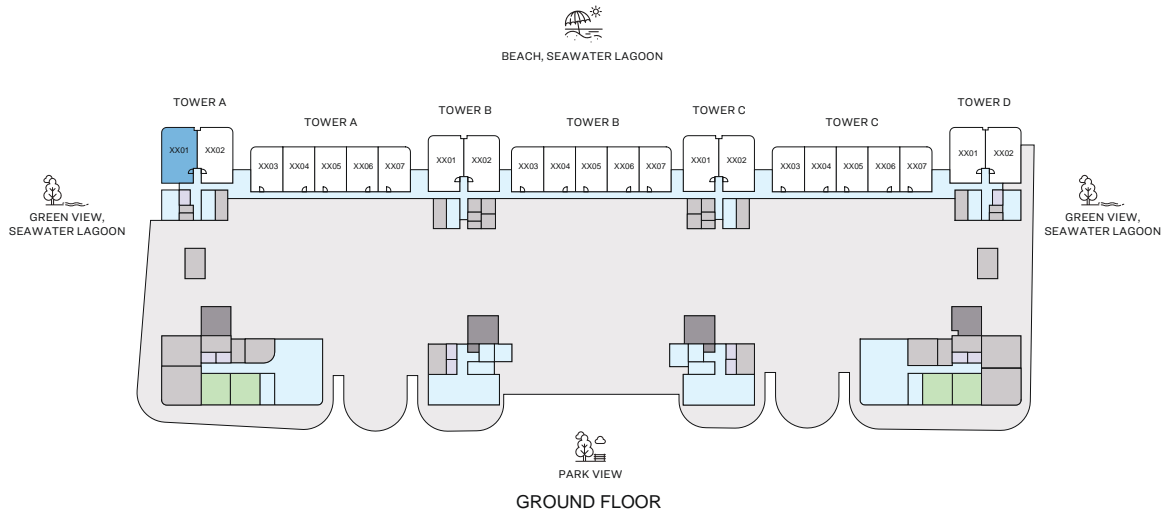 BEACH, SEAWATER LAGOON
TOWER A
TOWER A
TOWER B
TOWER B
TOWER C
TOWER C
TOWER D
XX01 XX02
XX03 XX04 XX05 XX06 XX07
XX01 XX02
XX03 XX04 XX05 XX06 XX07
XX01 XX02
XX03 XX04 XX05 XX06 XX07
XX01 XX02
GREEN VIEW,
SEAWATER LAGOON
GREEN VIEW,
SEAWATER LAGOON
PARK VIEW
GROUND FLOOR